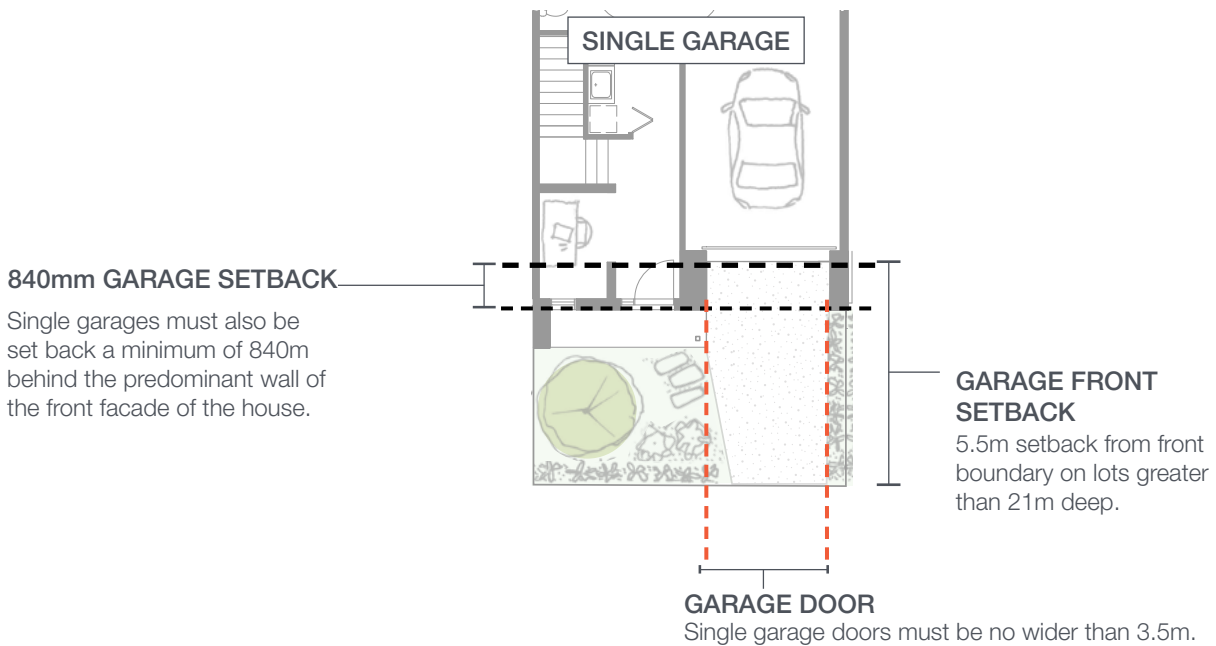 SINGLE GARAGE
840mm GARAGE SETBACK
Single garages must also be
set back a minimum of 840m
behind the predominant wall of
the front facade of the house.
GARAGE FRONT
SETBACK
5.5m setback from front
boundary on lots greater
than 21m deep.
GARAGE DOOR
Single garage doors must be no wider than 3.5m.